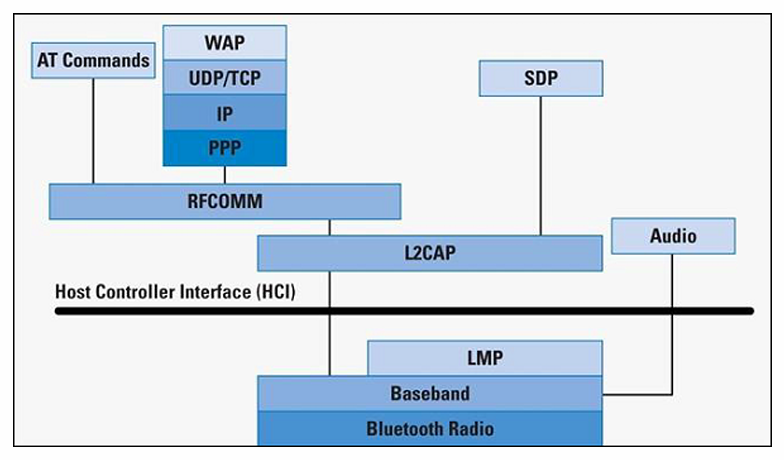 AT Commands
WAP
UDP/TCP
IP
PPP
SDP
RFCOMM
L2CAP
Audio
Host Controller Interface (HCI)
LMP
Baseband
Bluetooth Radio